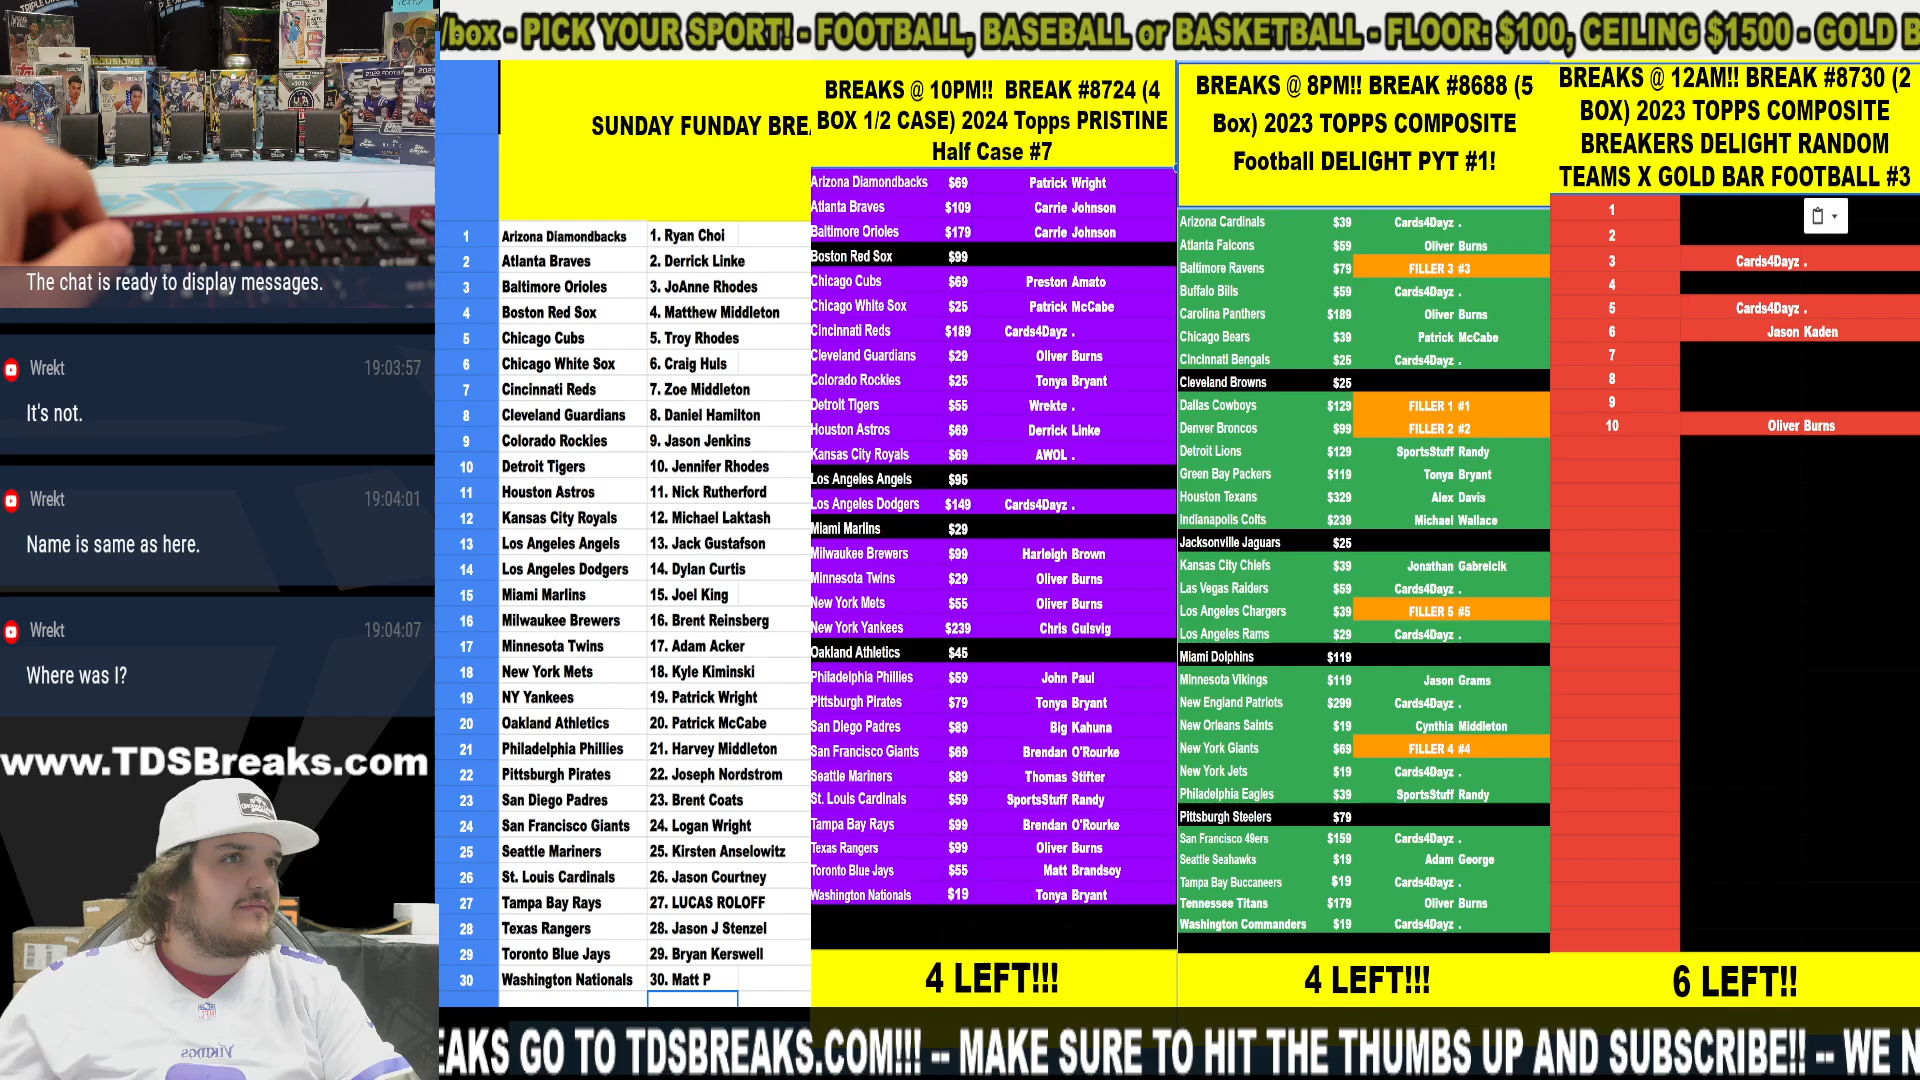 /box - PICK YOUR SPORT! - FOOTBALL, BASEBALL or BASKETBALL - FLOOR: $100, CEILING $1500 - GOLD B
The chat is ready to display messages.
Wrekt 19:03:57
It's not.
Wrekt 19:04:01
Name is same as here.
Wrekt 19:04:07
Where was I?
www.TDSBreaks.com
VIKINGS
SUNDAY FUNDAY BRE
1 Arizona Diamondbacks 1. Ryan Choi
2 Atlanta Braves 2. Derrick Linke
3 Baltimore Orioles 3. JoAnne Rhodes
4 Boston Red Sox 4. Matthew Middleton
5 Chicago Cubs 5. Troy Rhodes
6 Chicago White Sox 6. Craig Huls
7 Cincinnati Reds 7. Zoe Middleton
8 Cleveland Guardians 8. Daniel Hamilton
9 Colorado Rockies 9. Jason Jenkins
10 Detroit Tigers 10. Jennifer Rhodes
11 Houston Astros 11. Nick Rutherford
12 Kansas City Royals 12. Michael Laktash
13 Los Angeles Angels 13. Jack Gustafson
14 Los Angeles Dodgers 14. Dylan Curtis
15 Miami Marlins 15. Joel King
16 Milwaukee Brewers 16. Brent Reinsberg
17 Minnesota Twins 17. Adam Acker
18 New York Mets 18. Kyle Kiminski
19 NY Yankees 19. Patrick Wright
20 Oakland Athletics 20. Patrick McCabe
21 Philadelphia Phillies 21. Harvey Middleton
22 Pittsburgh Pirates 22. Joseph Nordstrom
23 San Diego Padres 23. Brent Coats
24 San Francisco Giants 24. Logan Wright
25 Seattle Mariners 25. Kirsten Anselowitz
26 St. Louis Cardinals 26. Jason Courtney
27 Tampa Bay Rays 27. LUCAS ROLOFF
28 Texas Rangers 28. Jason J Stenzel
29 Toronto Blue Jays 29. Bryan Kerswell
30 Washington Nationals 30. Matt P
BREAKS @ 10PM!! BREAK #8724 (4
BOX 1/2 CASE) 2024 Topps PRISTINE
Half Case #7
Arizona Diamondbacks $69 Patrick Wright
Atlanta Braves $109 Carrie Johnson
Baltimore Orioles $179 Carrie Johnson
Boston Red Sox $99
Chicago Cubs $69 Preston Amato
Chicago White Sox $25 Patrick McCabe
Cincinnati Reds $189 Cards4Dayz .
Cleveland Guardians $29 Oliver Burns
Colorado Rockies $25 Tonya Bryant
Detroit Tigers $55 Wrekte .
Houston Astros $69 Derrick Linke
Kansas City Royals $69 AWOL .
Los Angeles Angels $95
Los Angeles Dodgers $149 Cards4Dayz .
Miami Marlins $29
Milwaukee Brewers $99 Harleigh Brown
Minnesota Twins $29 Oliver Burns
New York Mets $55 Oliver Burns
New York Yankees $239 Chris Gulsvig
Oakland Athletics $45
Philadelphia Phillies $59 John Paul
Pittsburgh Pirates $79 Tonya Bryant
San Diego Padres $89 Big Kahuna
San Francisco Giants $69 Brendan O'Rourke
Seattle Mariners $89 Thomas Stifter
St. Louis Cardinals $59 SportsStuff Randy
Tampa Bay Rays $99 Brendan O'Rourke
Texas Rangers $99 Oliver Burns
Toronto Blue Jays $55 Matt Brandsoy
Washington Nationals $19 Tonya Bryant
4 LEFT!!!
BREAKS @ 8PM!! BREAK #8688 (5
Box) 2023 TOPPS COMPOSITE
Football DELIGHT PYT #1!
Arizona Cardinals $39 Cards4Dayz .
Atlanta Falcons $59 Oliver Burns
Baltimore Ravens $79 FILLER 3 #3
Buffalo Bills $59 Cards4Dayz .
Carolina Panthers $189 Oliver Burns
Chicago Bears $39 Patrick McCabe
Cincinnati Bengals $25 Cards4Dayz .
Cleveland Browns $25
Dallas Cowboys $129 FILLER 1 #1
Denver Broncos $99 FILLER 2 #2
Detroit Lions $129 SportsStuff Randy
Green Bay Packers $119 Tonya Bryant
Houston Texans $329 Alex Davis
Indianapolis Colts $239 Michael Wallace
Jacksonville Jaguars $25
Kansas City Chiefs $39 Jonathan Gabrelcik
Las Vegas Raiders $59 Cards4Dayz .
Los Angeles Chargers $39 FILLER 5 #5
Los Angeles Rams $29 Cards4Dayz .
Miami Dolphins $119
Minnesota Vikings $119 Jason Grams
New England Patriots $299 Cards4Dayz .
New Orleans Saints $19 Cynthia Middleton
New York Giants $69 FILLER 4 #4
New York Jets $19 Cards4Dayz .
Philadelphia Eagles $39 SportsStuff Randy
Pittsburgh Steelers $79
San Francisco 49ers $159 Cards4Dayz .
Seattle Seahawks $19 Adam George
Tampa Bay Buccaneers $19 Cards4Dayz .
Tennessee Titans $179 Oliver Burns
Washington Commanders $19 Cards4Dayz .
4 LEFT!!!
BREAKS @ 12AM!! BREAK #8730 (2
BOX) 2023 TOPPS COMPOSITE
BREAKERS DELIGHT RANDOM
TEAMS X GOLD BAR FOOTBALL #3
1
2
3 Cards4Dayz .
4
5 Cards4Dayz .
6 Jason Kaden
7
8
9
10 Oliver Burns
6 LEFT!!
EAKS GO TO TDSBREAKS.COM!!! -- MAKE SURE TO HIT THE THUMBS UP AND SUBSCRIBE!! -- WE N